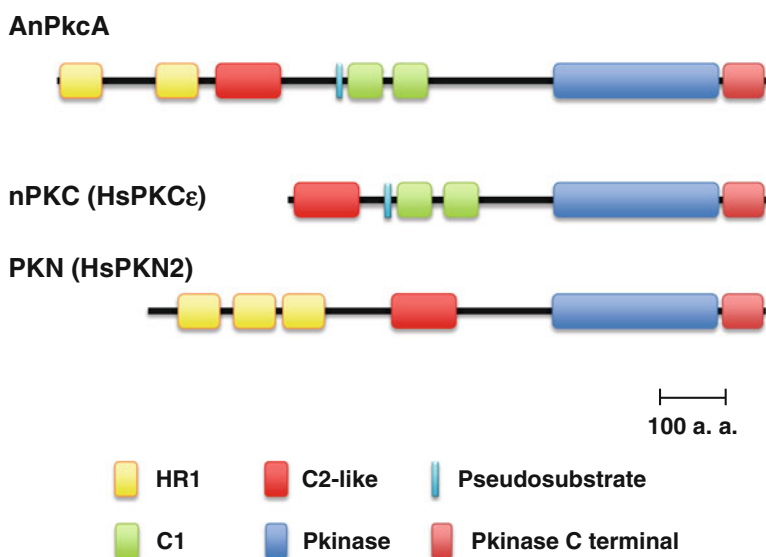 AnPkcA
nPKC (HsPKCε)
PKN (HsPKN2)
100 a. a.
HR1 C2-like Pseudosubstrate
C1 Pkinase Pkinase C terminal